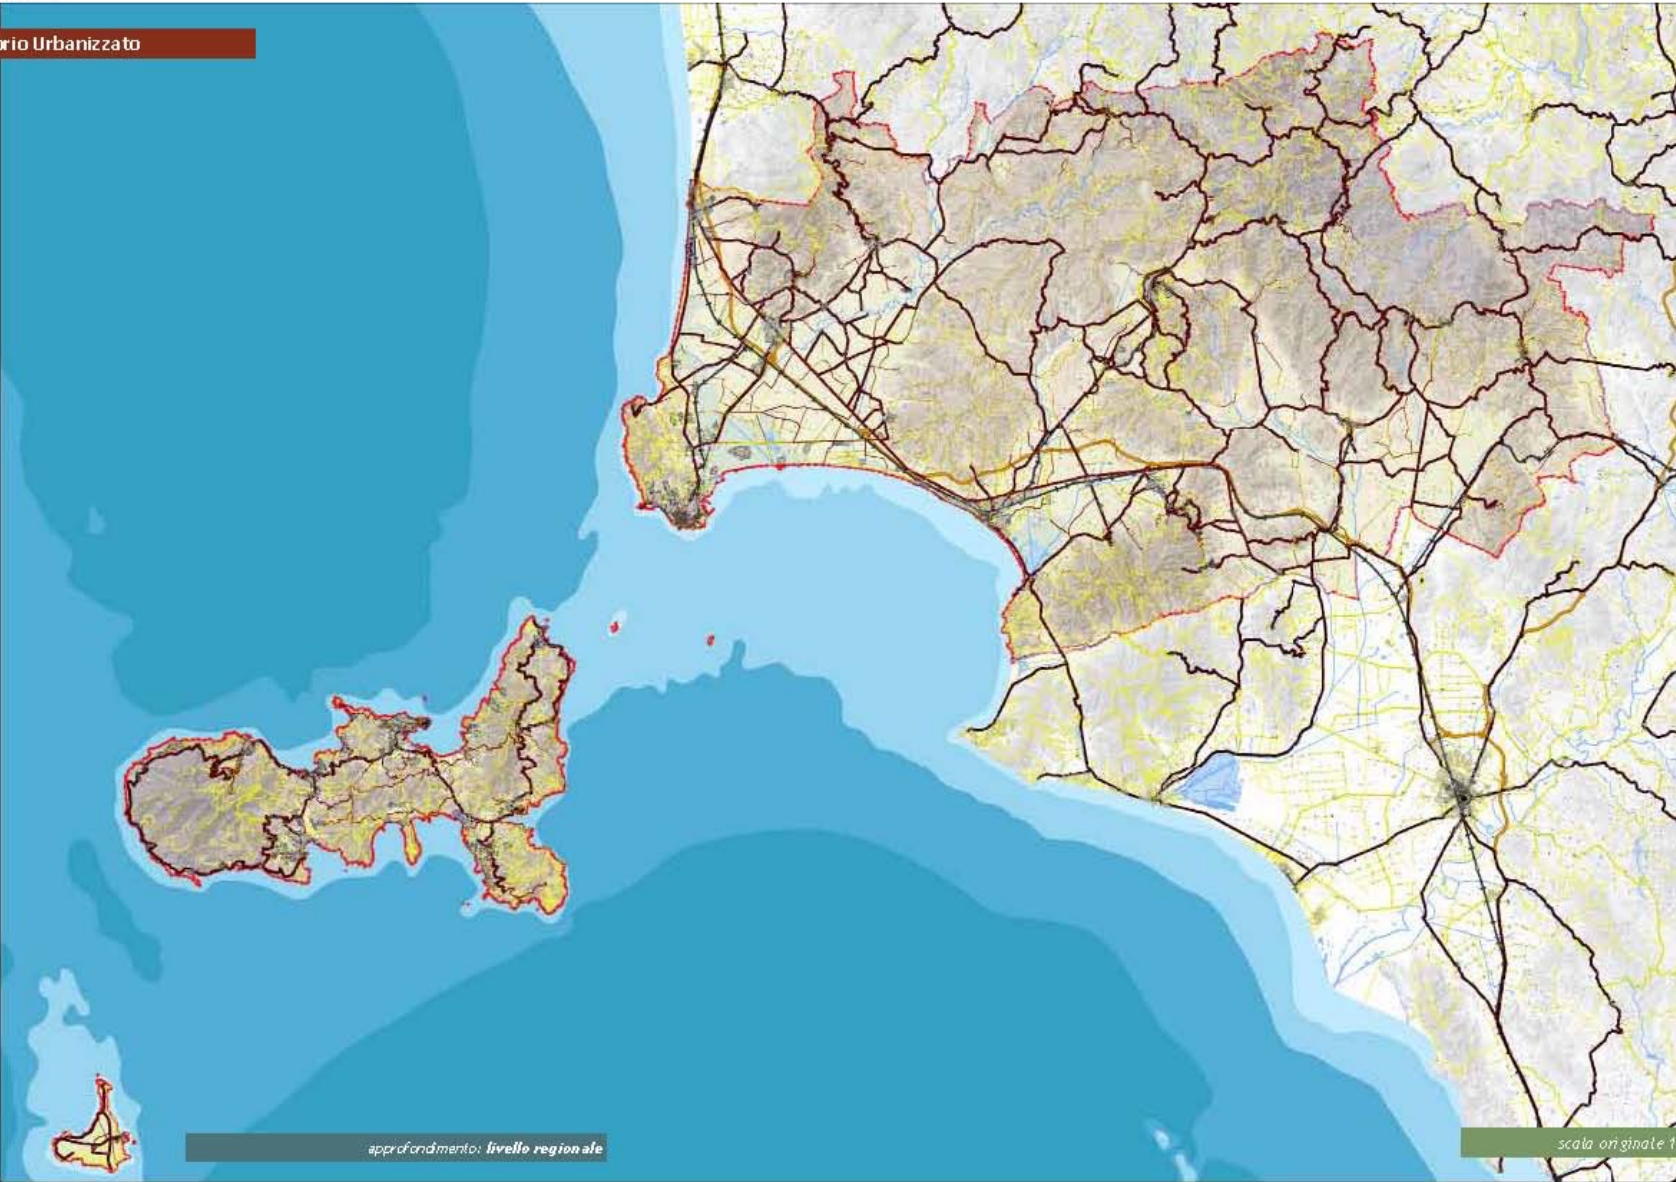 rio Urbanizzato
approfondimento: livello regionale
scala originale 1